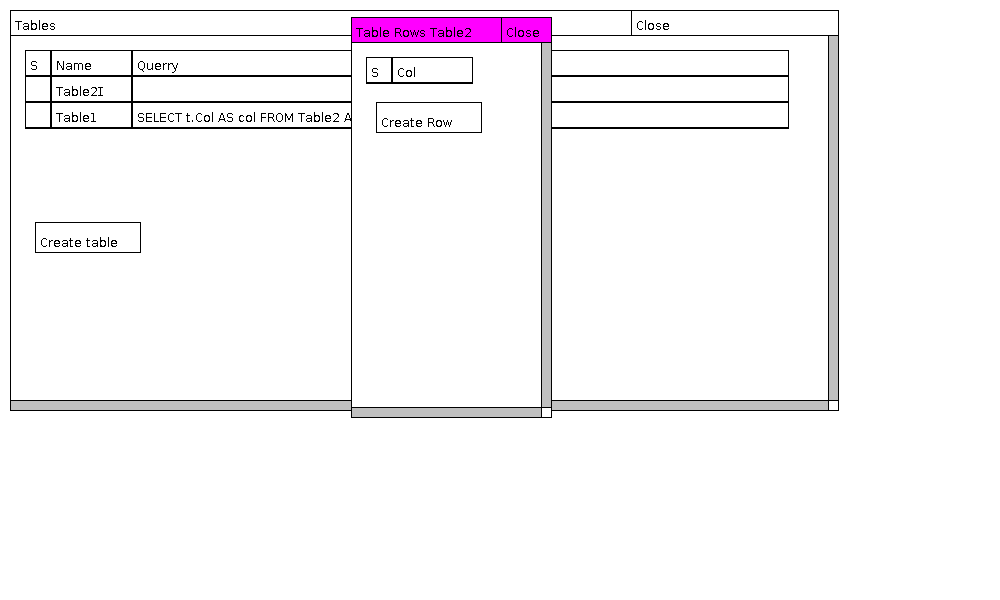 Tables
Close
S Name Querry
Table2I
Table1 SELECT t.Col AS col FROM Table2 A
Create table
Table Rows Table2 Close
S Col
Create Row